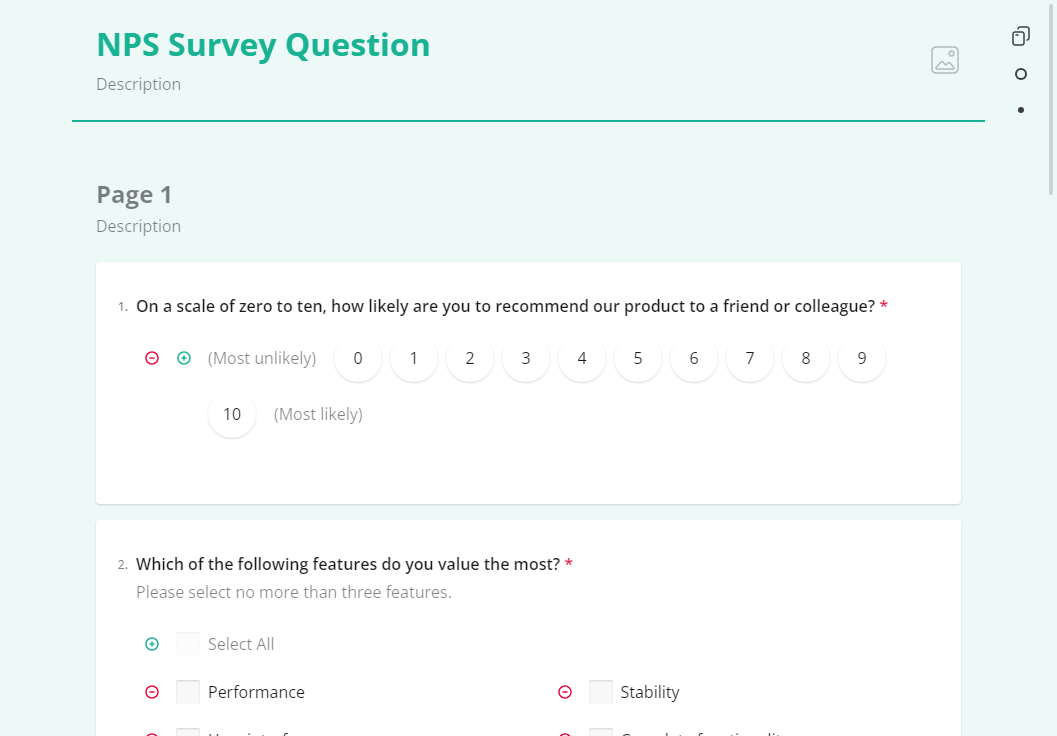 NPS Survey Question
Description
Page 1
Description
1. On a scale of zero to ten, how likely are you to recommend our product to a friend or colleague? *
(Most unlikely) 0 1 2 3 4 5 6 7 8 9
10 (Most likely)
2. Which of the following features do you value the most? *
Please select no more than three features.
Select All
Performance Stability